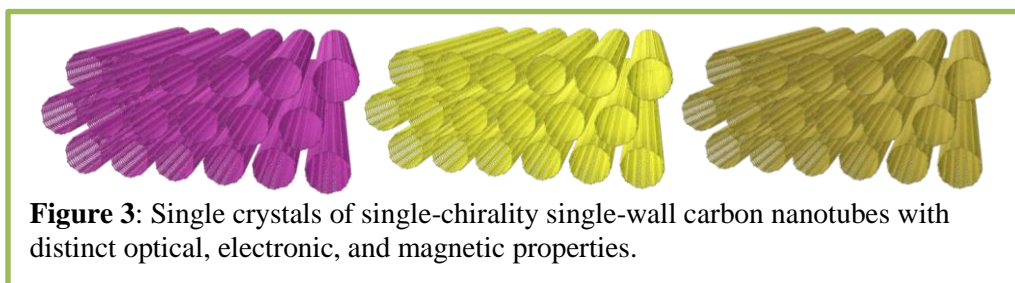 Figure 3: Single crystals of single-chirality single-wall carbon nanotubes with
distinct optical, electronic, and magnetic properties.